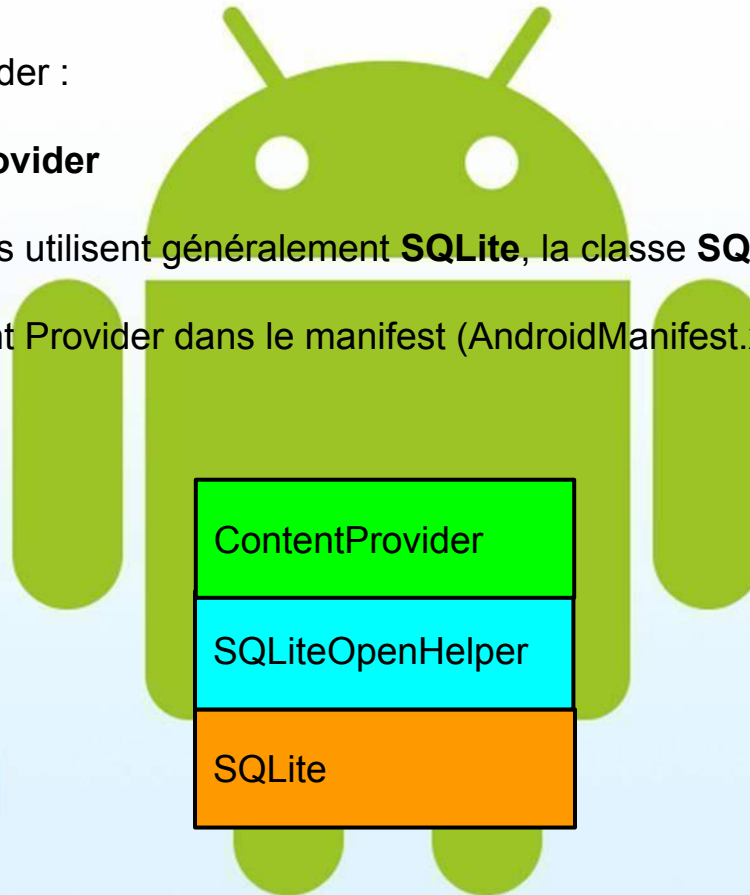 der :
ovider
s utilisent généralement SQLite, la classe SQ
t Provider dans le manifest (AndroidManifest.
ContentProvider
SQLiteOpenHelper
SQLite